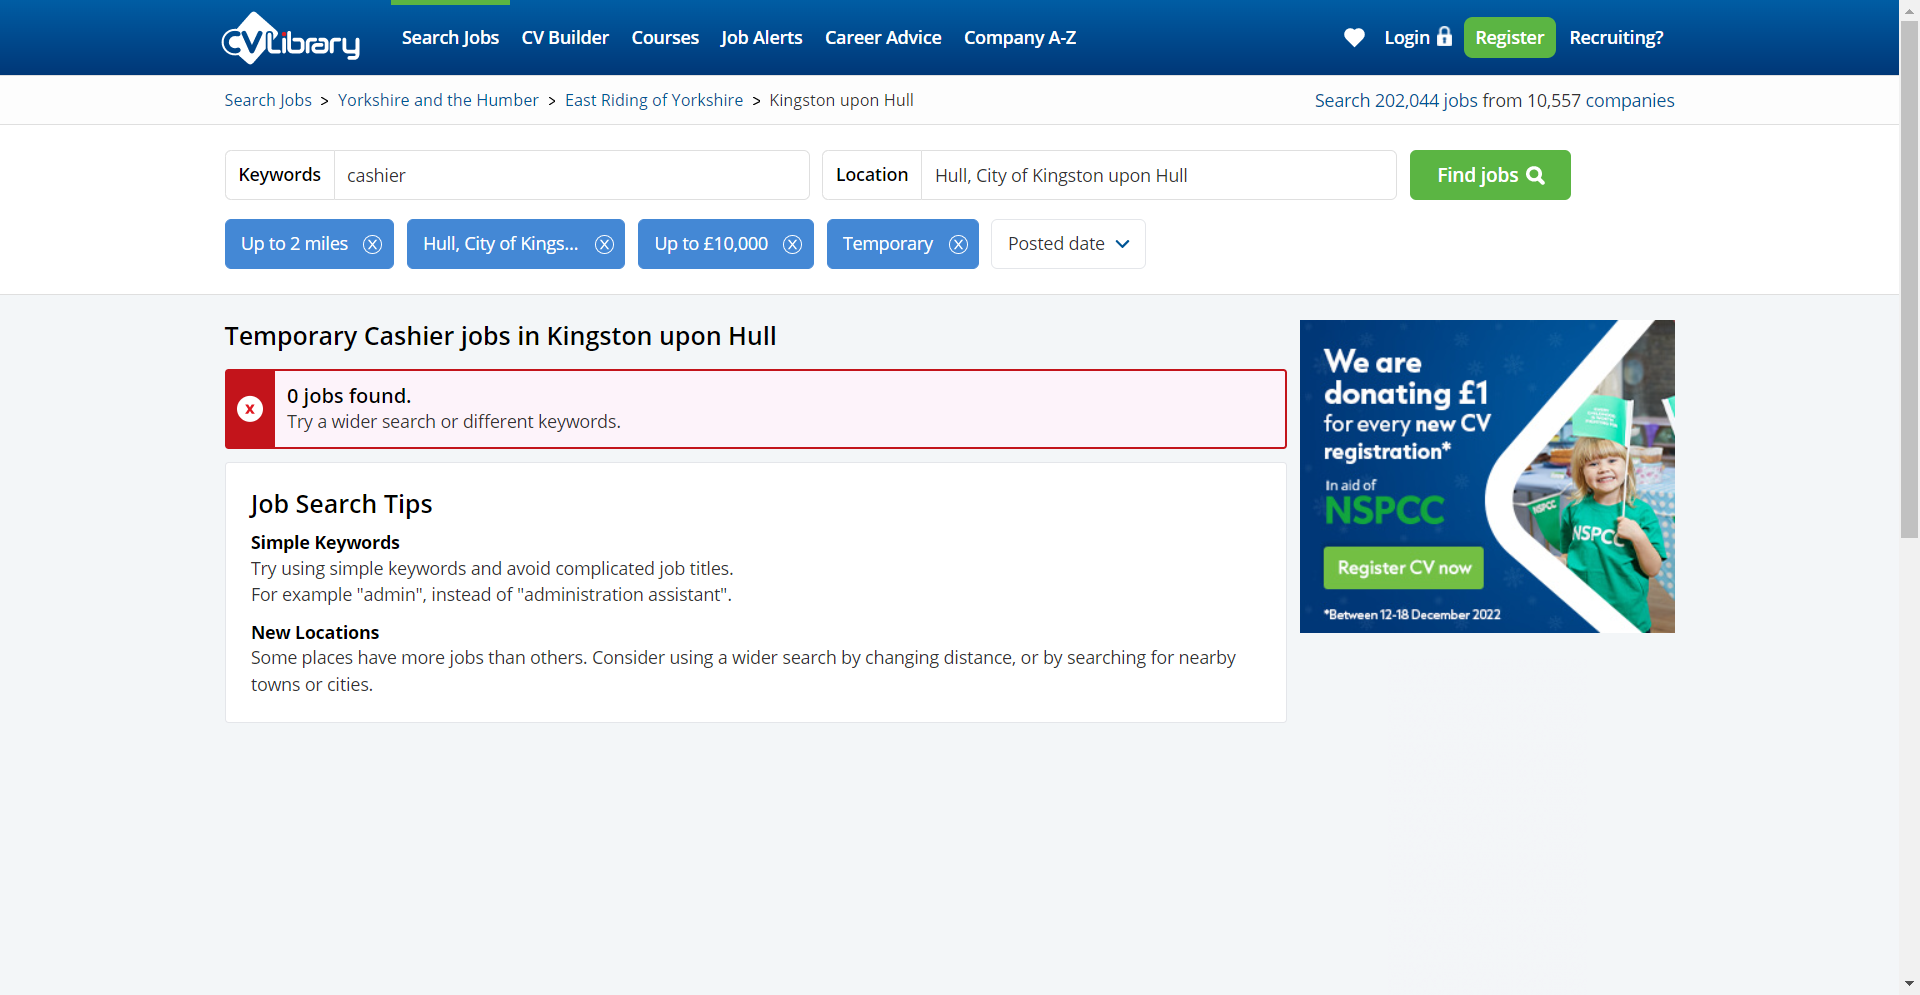 CVLibrary
Search Jobs CV Builder Courses Job Alerts Career Advice Company A-Z
Login Register Recruiting?
Search Jobs > Yorkshire and the Humber > East Riding of Yorkshire > Kingston upon Hull
Search 202,044 jobs from 10,557 companies
Keywords cashier
Location Hull, City of Kingston upon Hull
Find jobs
Up to 2 miles
Hull, City of Kings...
Up to £10,000
Temporary
Posted date
Temporary Cashier jobs in Kingston upon Hull
x
0 jobs found.
Try a wider search or different keywords.
Job Search Tips
Simple Keywords
Try using simple keywords and avoid complicated job titles.
For example "admin", instead of "administration assistant".
New Locations
Some places have more jobs than others. Consider using a wider search by changing distance, or by searching for nearby
towns or cities.
We are
donating £1
for every new CV
registration*
In aid of
NSPCC
Register CV now
*Between 12-18 December 2022
NSPCC
NSPCC